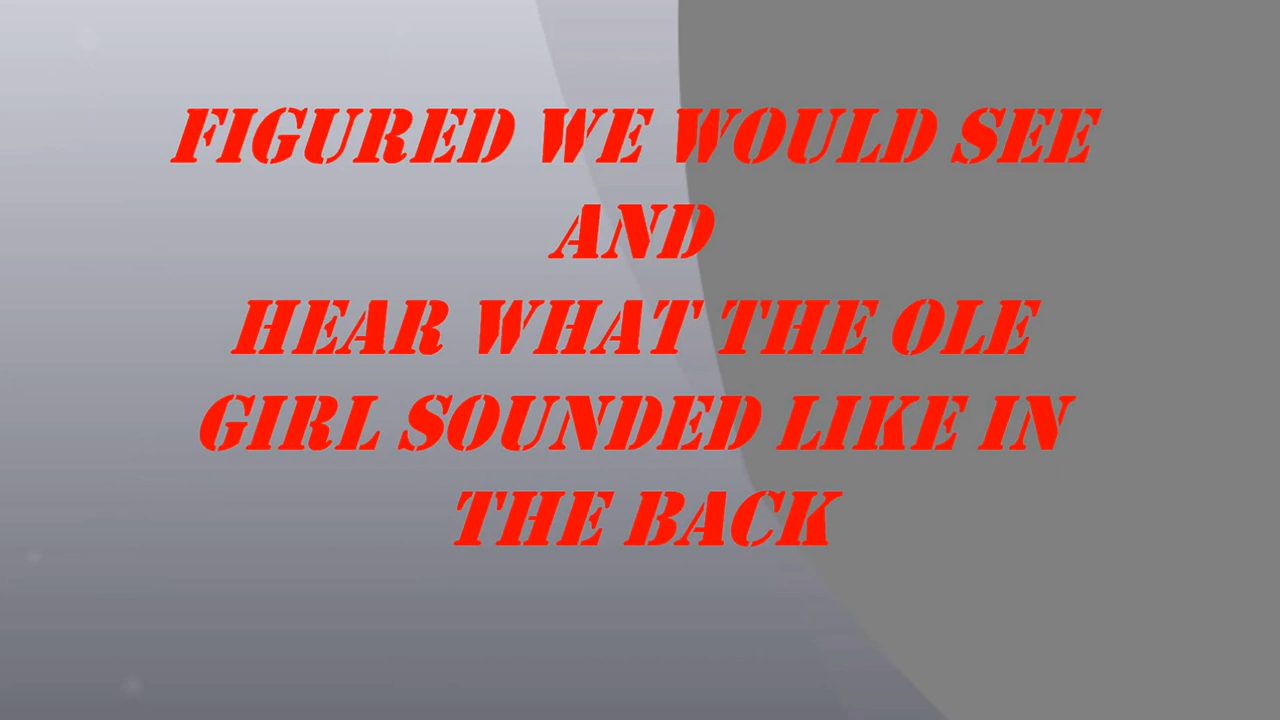 FIGURED WE WOULD SEE
AND
HEAR WHAT THE OLE
GIRL SOUNDED LIKE IN
THE BACK